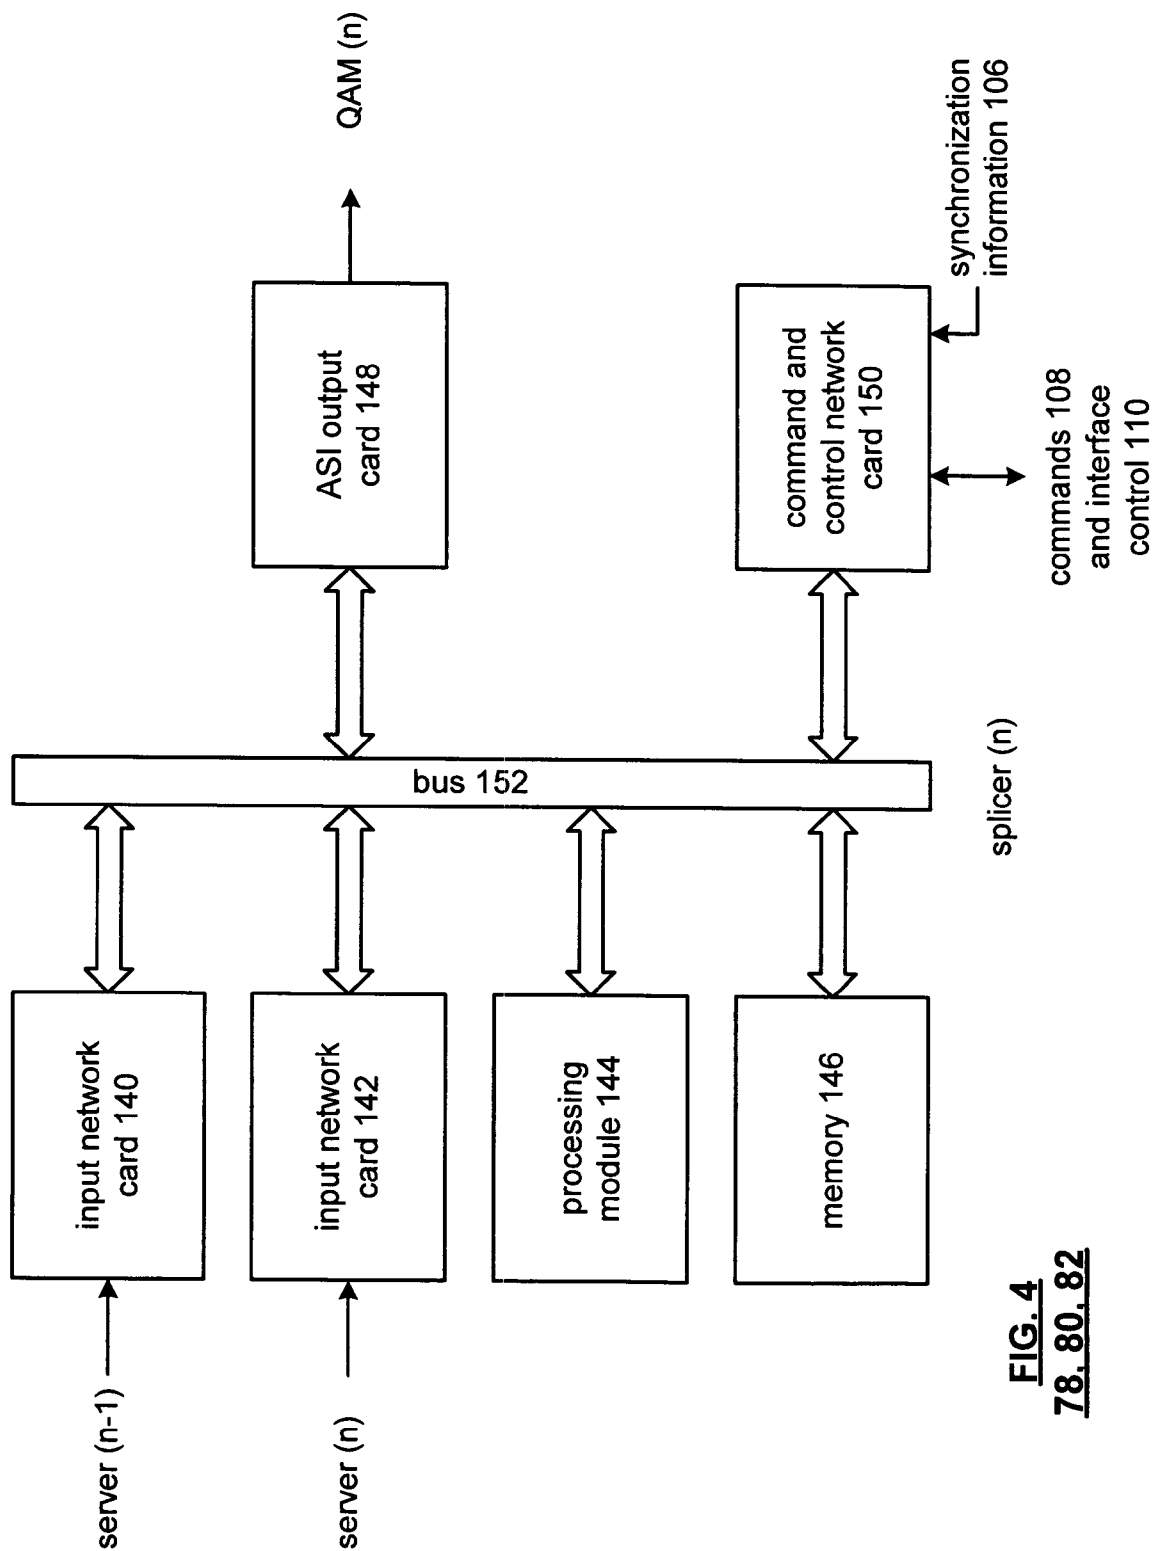 server (n-1)
server (n)
input network
card 140
input network
card 142
processing
module 144
memory 146
bus 152
ASI output
card 148
QAM (n)
command and
control network
card 150
synchronization
information 106
commands 108
and interface
control 110
splicer (n)
FIG. 4
78, 80, 82